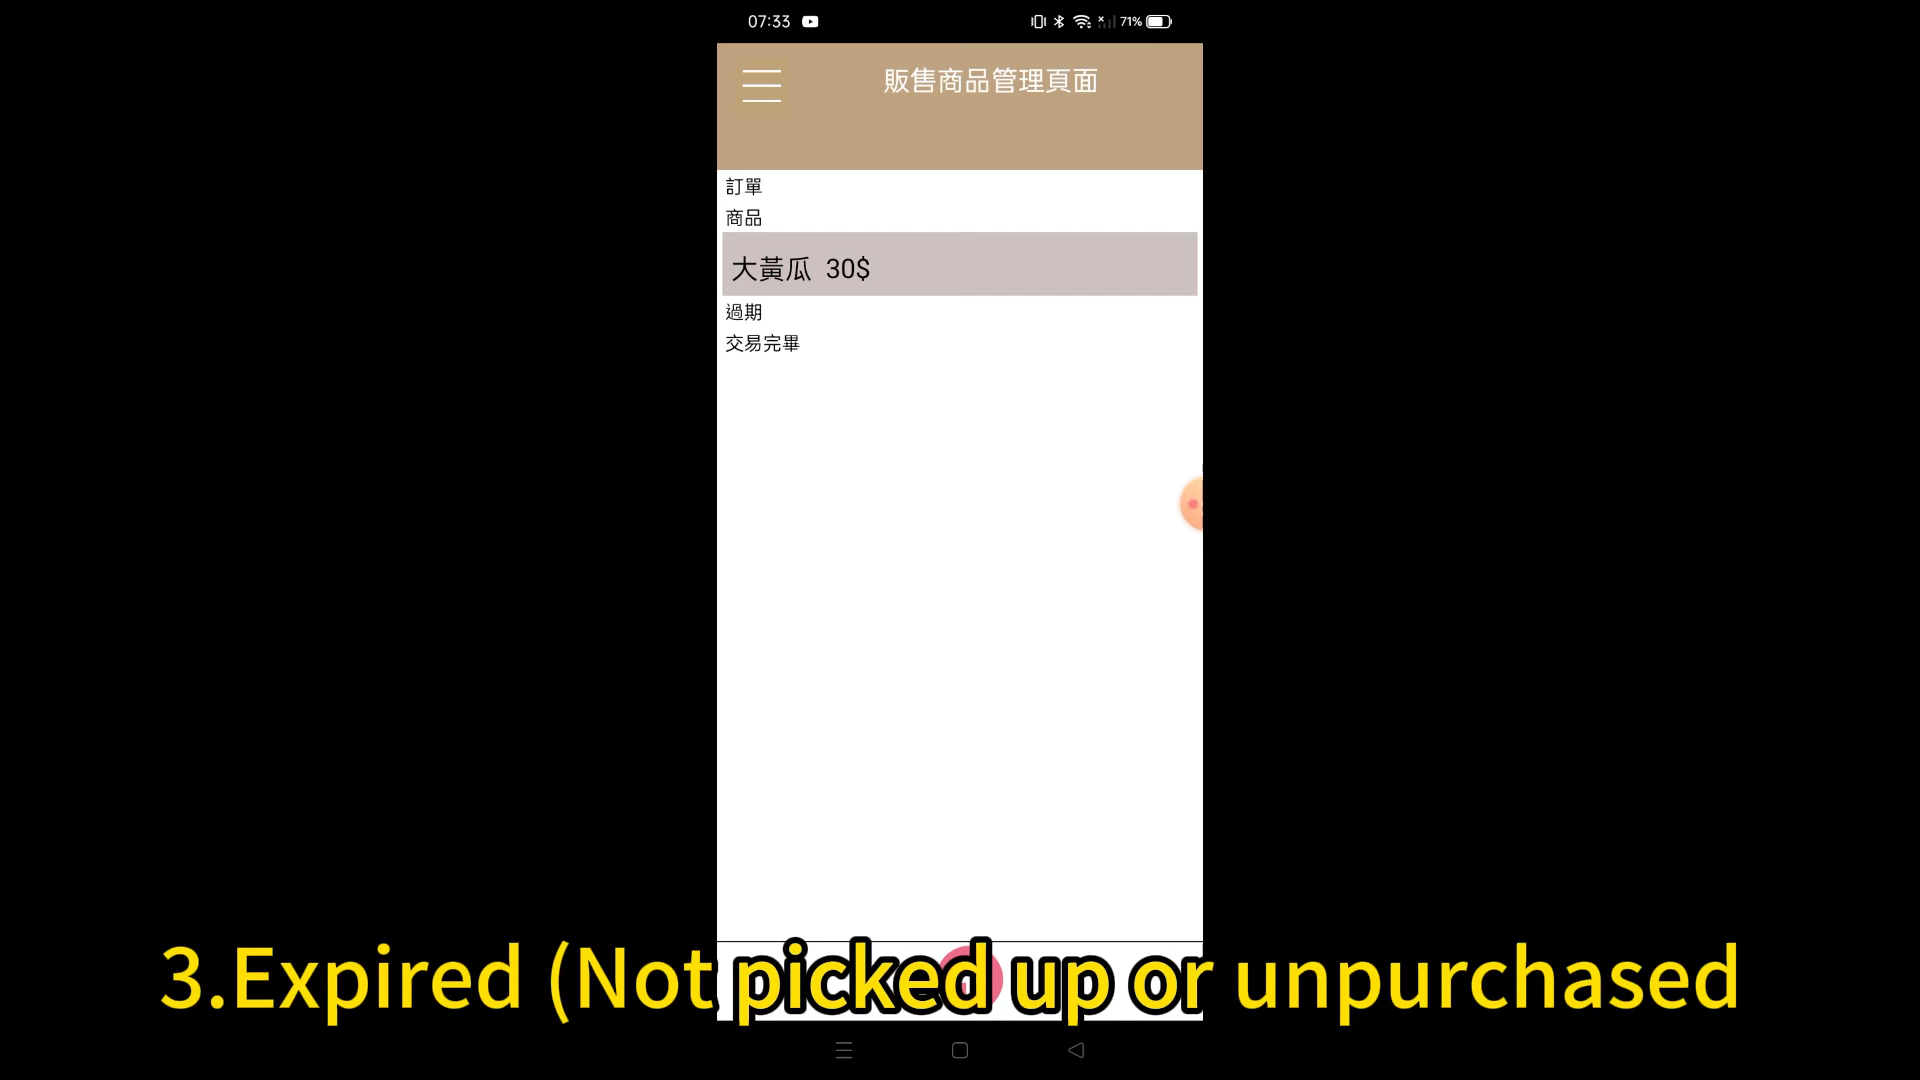 07:33
71%
販售商品管理頁面
訂單
商品
大黃瓜 30$
過期
交易完畢
3.Expired (Not picked up or unpurchased